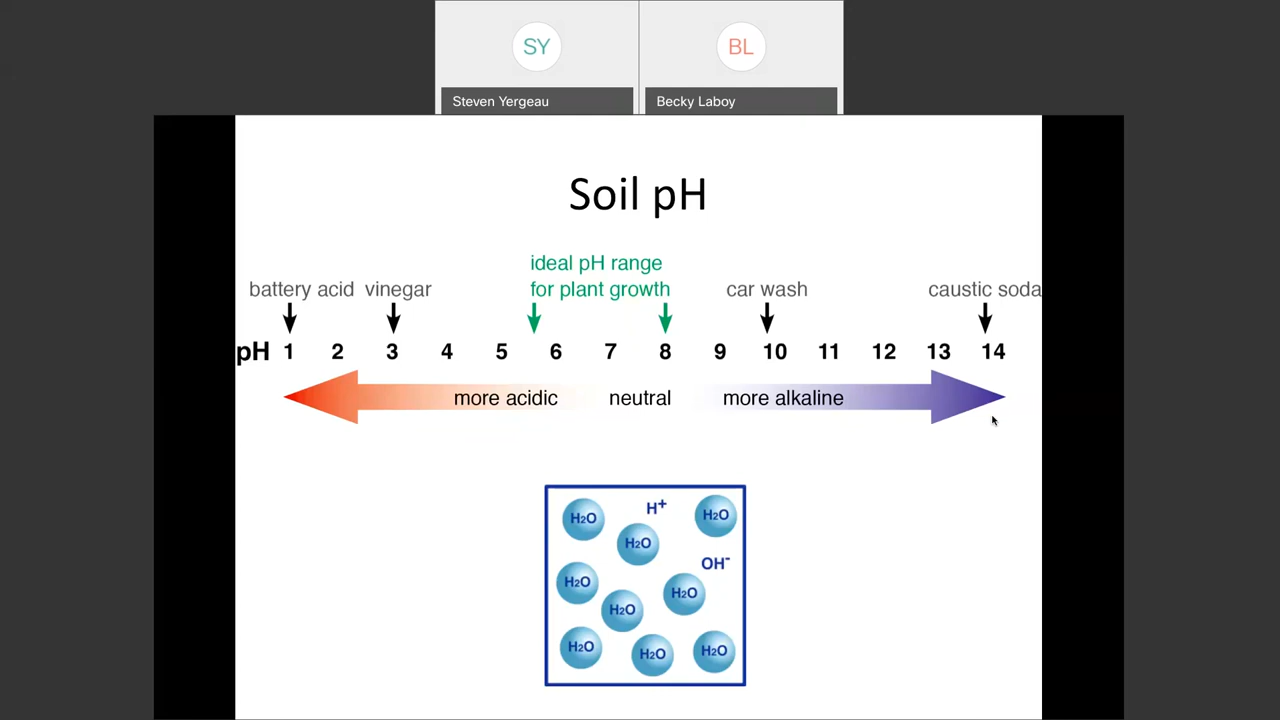 SY
BL
Steven Yergeau
Becky Laboy
Soil pH
ideal pH range
for plant growth
battery acid
vinegar
car wash
caustic soda
pH 1 2 3 4 5 6 7 8 9 10 11 12 13 14
more acidic
neutral
more alkaline
H+
H2O
H2O
H2O
OH-
H2O
H2O
H2O
H2O
H2O
H2O